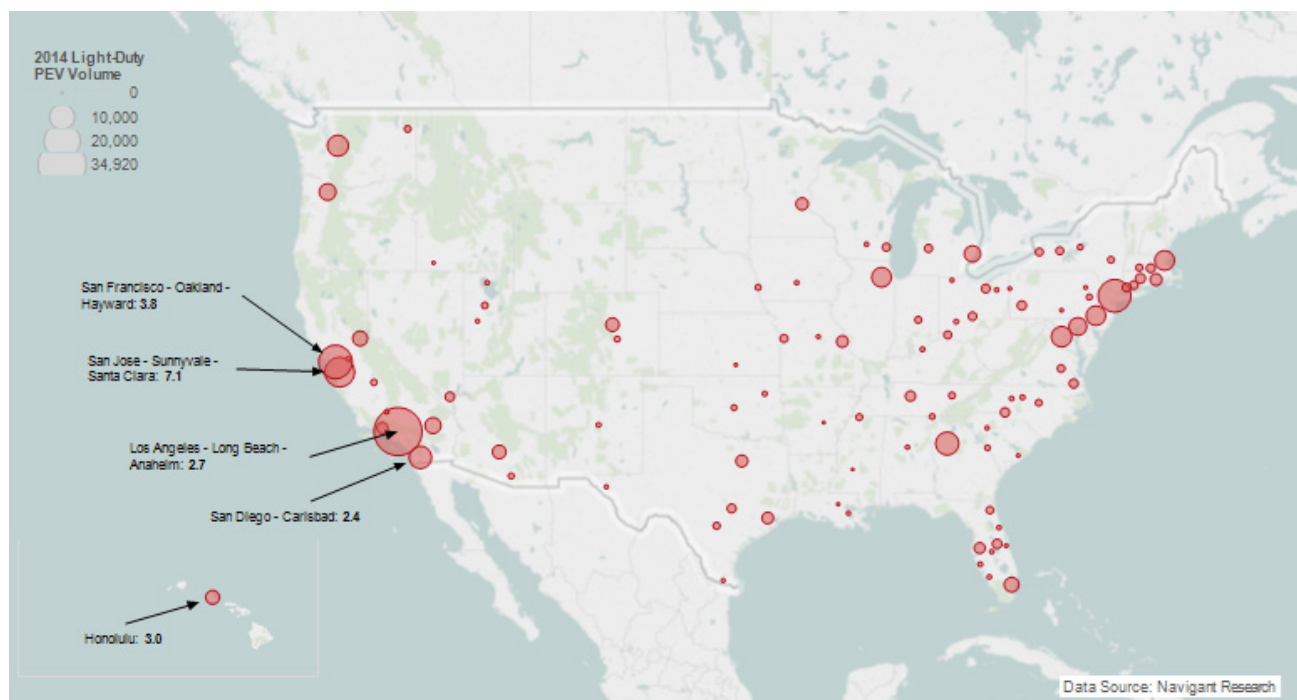 2014 Light-Duty
PEV Volume
0
10,000
20,000
34,920
San Francisco - Oakland -
Hayward: 3.8
San Jose - Sunnyvale -
Santa Clara: 7.1
Los Angeles - Long Beach -
Anaheim: 2.7
San Diego - Carlsbad: 2.4
Honolulu: 3.0
Data Source: Navigant Research